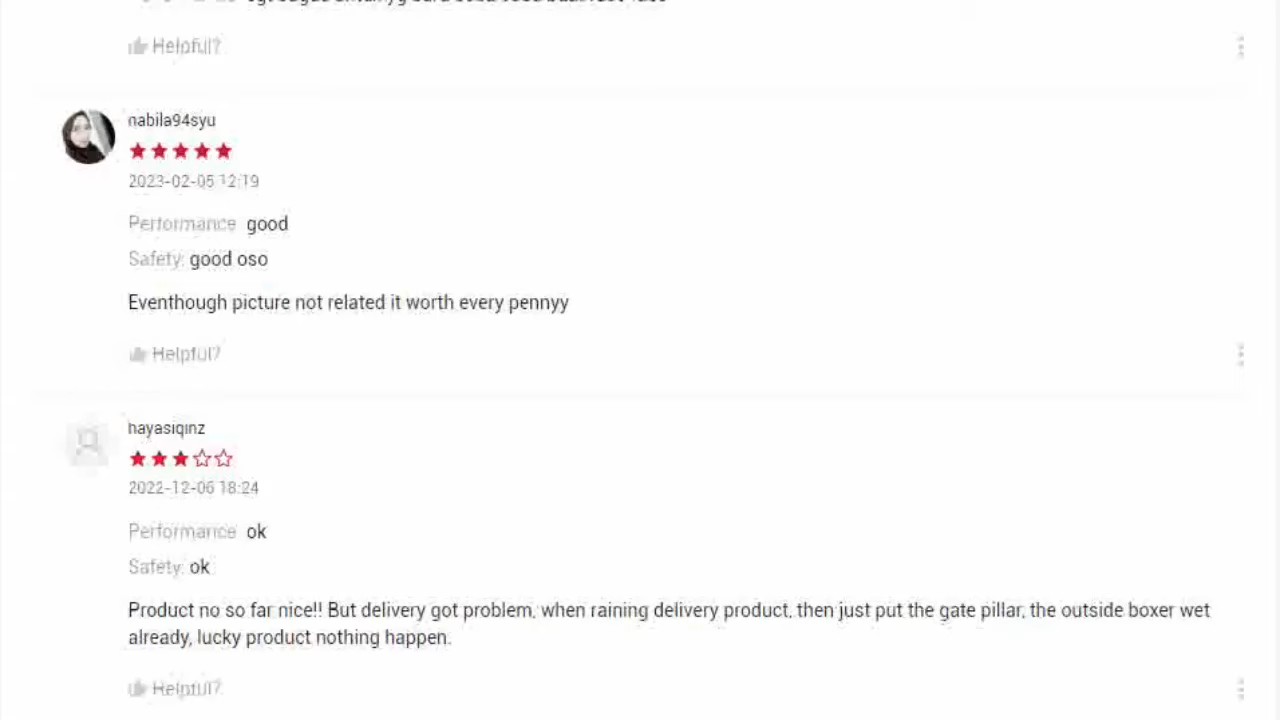 Helpful?
nabila94syu
2023-02-05 12:19
Performance good
Safety: good oso
Eventhough picture not related it worth every pennyy
Helpful?
hayasiqinz
2022-12-06 18:24
Performance ok
Safety: ok
Product no so far nice!! But delivery got problem, when raining delivery product, then just put the gate pillar, the outside boxer wet
already, lucky product nothing happen.
Helpful?